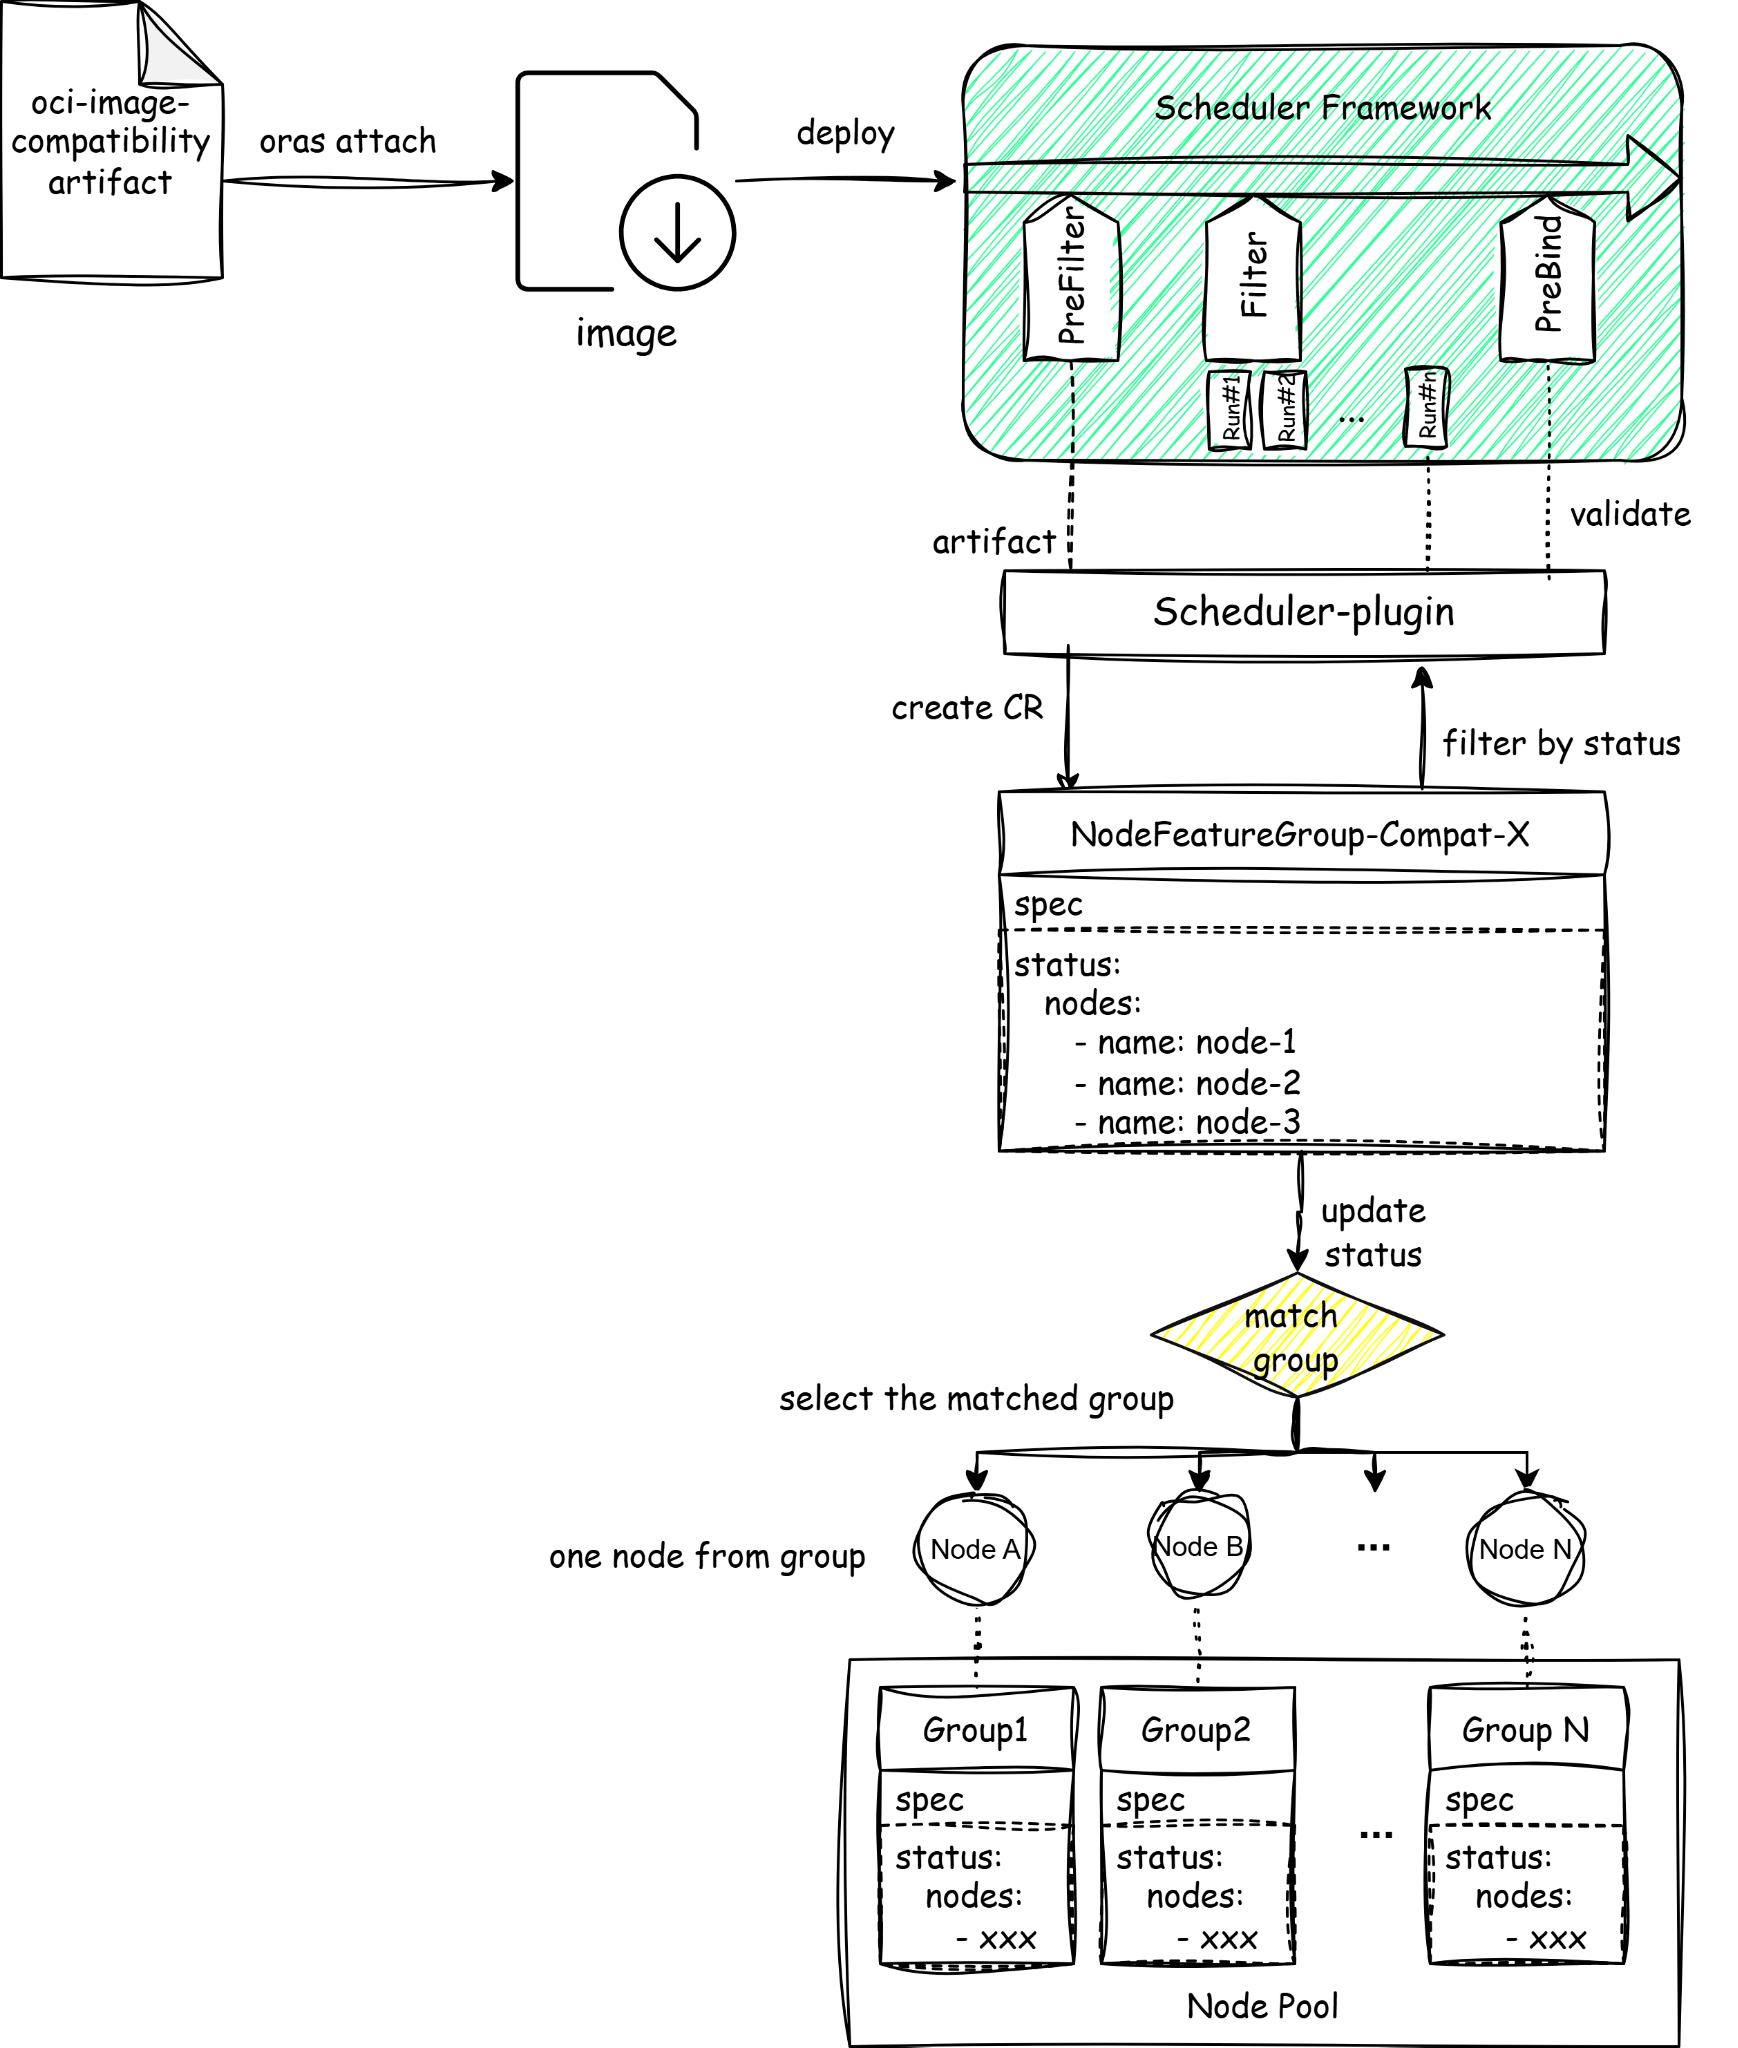 oci-image-
compatibility
artifact
oras attach
image
deploy
Scheduler Framework
PreFilter
Filter
PreBind
Run#1
Run#2
...
Run#n
artifact
validate
Scheduler-plugin
create CR
filter by status
NodeFeatureGroup-Compat-X
spec
status:
nodes:
- name: node-1
- name: node-2
- name: node-3
update
status
match
group
select the matched group
one node from group
Node A
Node B
...
Node N
Group1
spec
status:
nodes:
- xxx
Group2
spec
status:
nodes:
- xxx
...
Group N
spec
status:
nodes:
- xxx
Node Pool